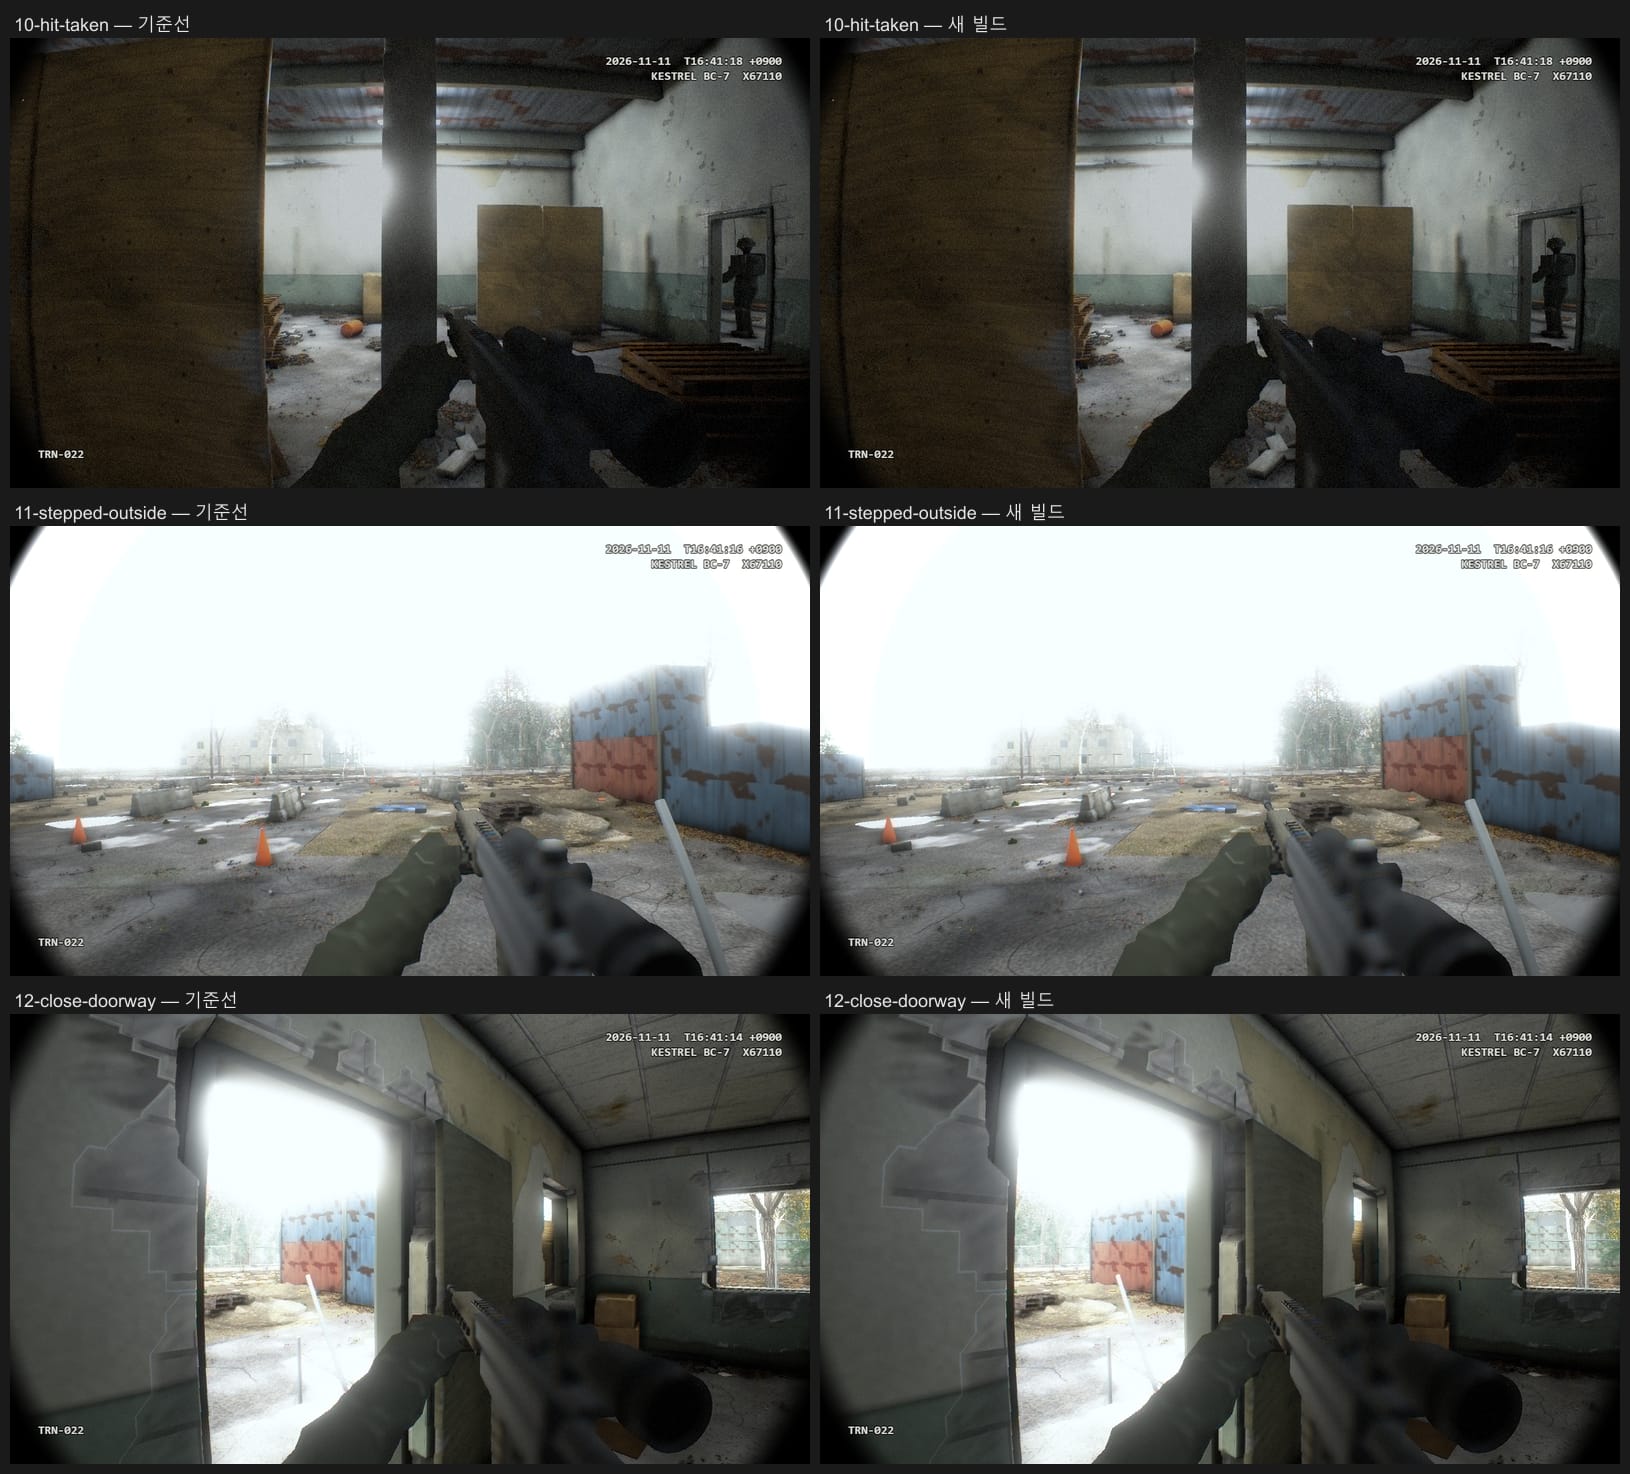 10-hit-taken — 기준선
2026-11-11 T16:41:18 +0900
KESTREL BC-7 X67110
TRN-022
10-hit-taken — 새 빌드
2026-11-11 T16:41:18 +0900
KESTREL BC-7 X67110
TRN-022
11-stepped-outside — 기준선
2026-11-11 T16:41:16 +0900
KESTREL BC-7 X67110
TRN-022
11-stepped-outside — 새 빌드
2026-11-11 T16:41:16 +0900
KESTREL BC-7 X67110
TRN-022
12-close-doorway — 기준선
2026-11-11 T16:41:14 +0900
KESTREL BC-7 X67110
TRN-022
12-close-doorway — 새 빌드
2026-11-11 T16:41:14 +0900
KESTREL BC-7 X67110
TRN-022